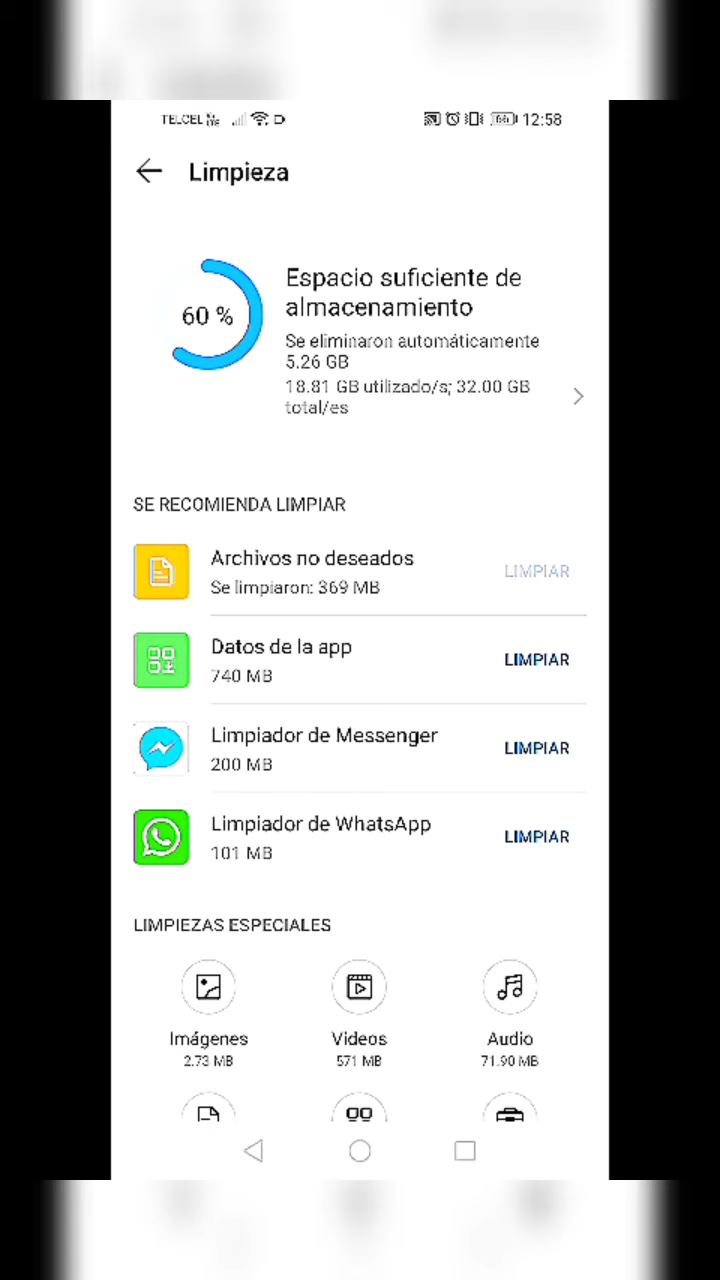 TELCEL 12:58
Limpieza
60 %
Espacio suficiente de
almacenamiento
Se eliminaron automáticamente
5.26 GB
18.81 GB utilizado/s; 32.00 GB
total/es
SE RECOMIENDA LIMPIAR
Archivos no deseados
Se limpiaron: 369 MB
LIMPIAR
Datos de la app
740 MB
LIMPIAR
Limpiador de Messenger
200 MB
LIMPIAR
Limpiador de WhatsApp
101 MB
LIMPIAR
LIMPIEZAS ESPECIALES
Imágenes Videos Audio
2.73 MB 571 MB 71.90 MB